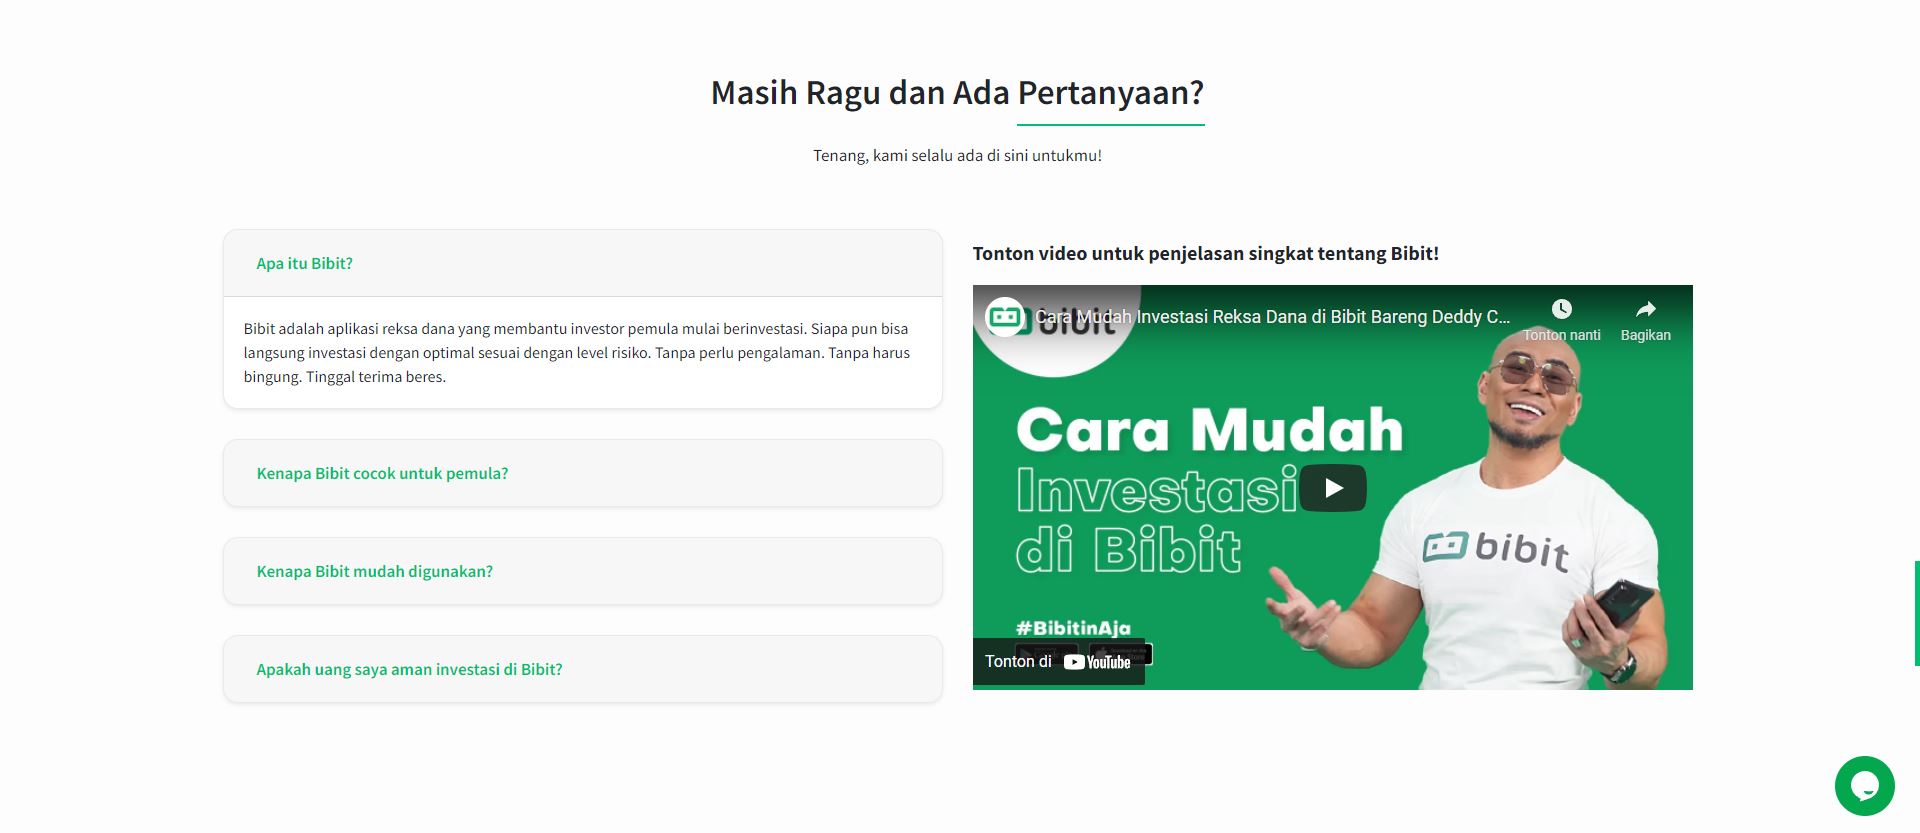 Masih Ragu dan Ada Pertanyaan?
Tenang, kami selalu ada di sini untukmu!
Apa itu Bibit?
Bibit adalah aplikasi reksa dana yang membantu investor pemula mulai berinvestasi. Siapa pun bisa
langsung investasi dengan optimal sesuai dengan level risiko. Tanpa perlu pengalaman. Tanpa harus
bingung. Tinggal terima beres.
Kenapa Bibit cocok untuk pemula?
Kenapa Bibit mudah digunakan?
Apakah uang saya aman investasi di Bibit?
Tonton video untuk penjelasan singkat tentang Bibit!
bibit
Cara Mudah Investasi Reksa Dana di Bibit Bareng Deddy C...
Tonton nanti
Bagikan
Cara Mudah
Investasi
di Bibit
bibit
#BibitinAja
Tonton di YouTube